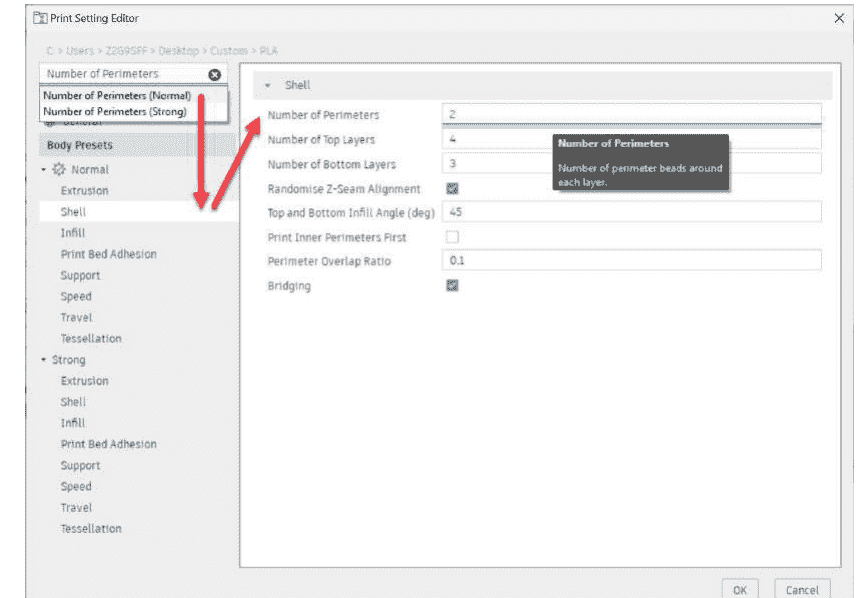 Print Setting Editor
C > Users > Z2G9SFF > Desktop > Custom > PLA
Number of Perimeters
Number of Perimeters (Normal)
Number of Perimeters (Strong)
General
Body Presets
Normal
Extrusion
Shell
Infill
Print Bed Adhesion
Support
Speed
Travel
Tessellation
Strong
Extrusion
Shell
Infill
Print Bed Adhesion
Support
Speed
Travel
Tessellation
Shell
Number of Perimeters 2
Number of Top Layers 4
Number of Bottom Layers 3
Randomise Z-Seam Alignment
Top and Bottom Infill Angle (deg) 45
Print Inner Perimeters First
Perimeter Overlap Ratio 0.1
Bridging
Number of Perimeters
Number of perimeter beads around
each layer.
OK Cancel